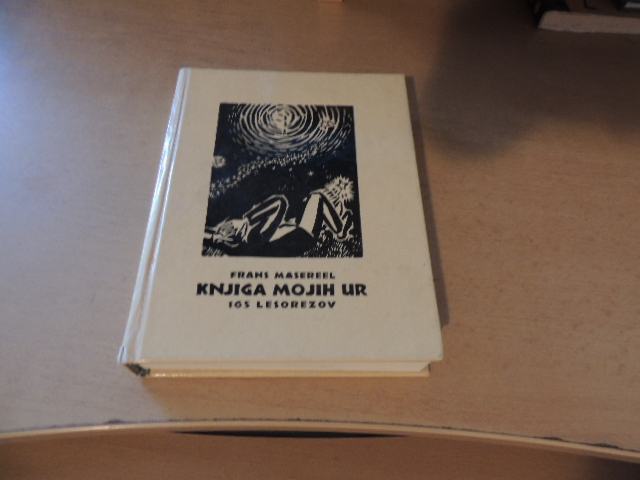 FRANS MASEREEL
KNJIGA MOJIH UR
165 LESOREZOV